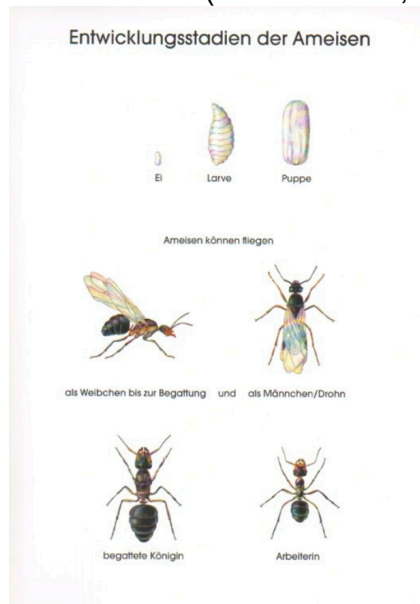 Entwicklungsstadien der Ameisen
Ei Larve Puppe
Ameisen können fliegen
als Weibchen bis zur Begattung und als Männchen/Drohn
begattete Königin Arbeiterin